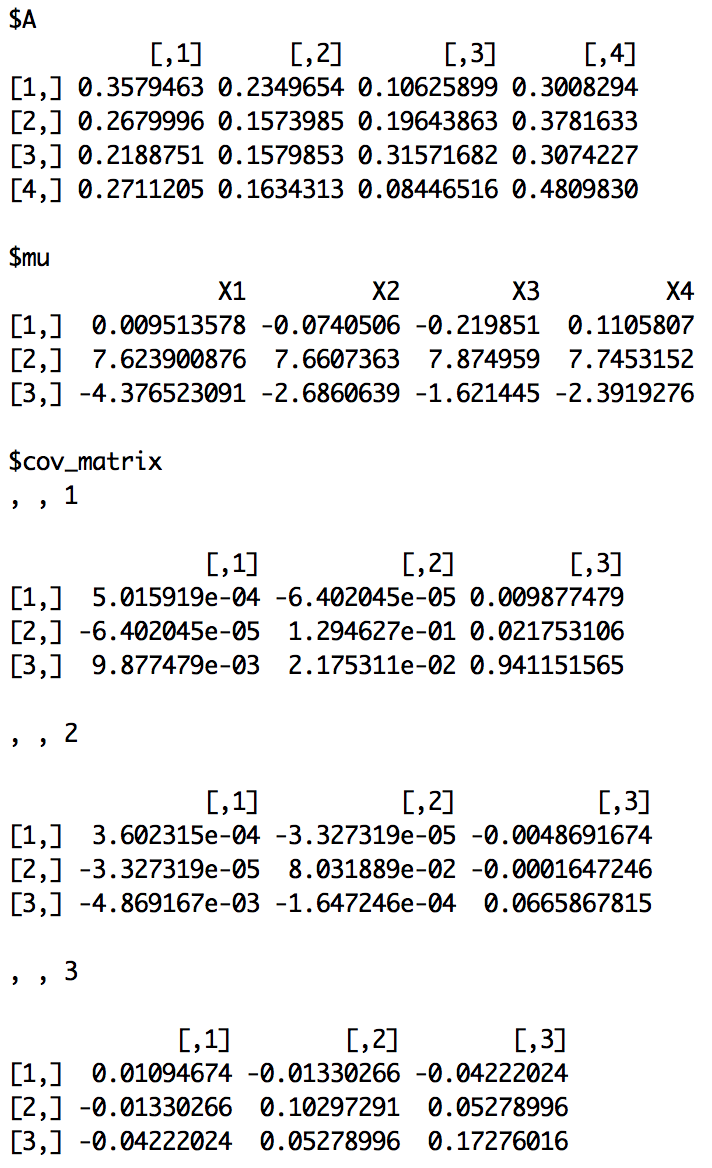 $A
          [,1]      [,2]       [,3]      [,4]
[1,] 0.3579463 0.2349654 0.10625899 0.3008294
[2,] 0.2679996 0.1573985 0.19643863 0.3781633
[3,] 0.2188751 0.1579853 0.31571682 0.3074227
[4,] 0.2711205 0.1634313 0.08446516 0.4809830
$mu
               X1         X2        X3         X4
[1,]  0.009513578 -0.0740506 -0.219851  0.1105807
[2,]  7.623900876  7.6607363  7.874959  7.7453152
[3,] -4.376523091 -2.6860639 -1.621445 -2.3919276
$cov_matrix
, , 1
              [,1]          [,2]        [,3]
[1,]  5.015919e-04 -6.402045e-05 0.009877479
[2,] -6.402045e-05  1.294627e-01 0.021753106
[3,]  9.877479e-03  2.175311e-02 0.941151565
, , 2
              [,1]          [,2]          [,3]
[1,]  3.602315e-04 -3.327319e-05 -0.0048691674
[2,] -3.327319e-05  8.031889e-02 -0.0001647246
[3,] -4.869167e-03 -1.647246e-04  0.0665867815
, , 3
            [,1]        [,2]        [,3]
[1,]  0.01094674 -0.01330266 -0.04222024
[2,] -0.01330266  0.10297291  0.05278996
[3,] -0.04222024  0.05278996  0.17276016